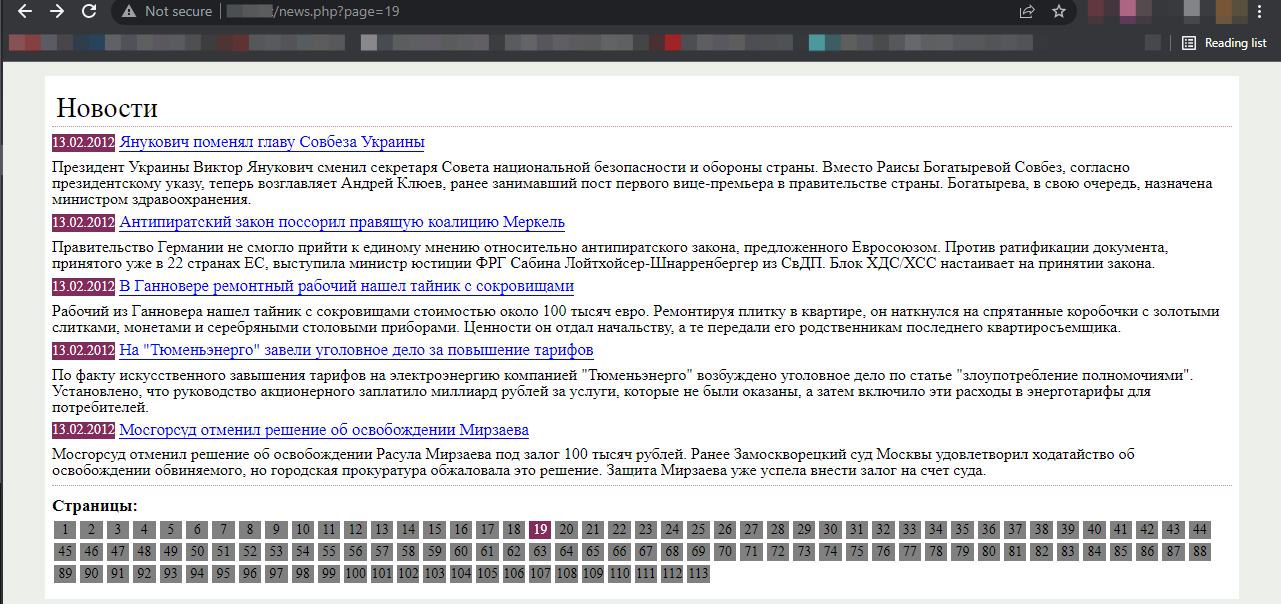 Not secure
/news.php?page=19
Reading list
Новости
13.02.2012 Янукович поменял главу Совбеза Украины
Президент Украины Виктор Янукович сменил секретаря Совета национальной безопасности и обороны страны. Вместо Раисы Богатыревой Совбез, согласно
президентскому указу, теперь возглавляет Андрей Клюев, ранее занимавший пост первого вице-премьера в правительстве страны. Богатырева, в свою очередь, назначена
министром здравоохранения.
13.02.2012 Антипиратский закон поссорил правящую коалицию Меркель
Правительство Германии не смогло прийти к единому мнению относительно антипиратского закона, предложенного Евросоюзом. Против ратификации документа,
принятого уже в 22 странах ЕС, выступила министр юстиции ФРГ Сабина Лойтхойсер-Шнарренбергер из СвДП. Блок ХДС/ХСС настаивает на принятии закона.
13.02.2012 В Ганновере ремонтный рабочий нашел тайник с сокровищами
Рабочий из Ганновера нашел тайник с сокровищами стоимостью около 100 тысяч евро. Ремонтируя плитку в квартире, он наткнулся на спрятанные коробочки с золотыми
слитками, монетами и серебряными столовыми приборами. Ценности он отдал начальству, а те передали его родственникам последнего квартиросъемщика.
13.02.2012 На "Тюменьэнерго" завели уголовное дело за повышение тарифов
По факту искусственного завышения тарифов на электроэнергию компанией "Тюменьэнерго" возбуждено уголовное дело по статье "злоупотребление полномочиями".
Установлено, что руководство акционерного заплатило миллиард рублей за услуги, которые не были оказаны, а затем включило эти расходы в энерготарифы для
потребителей.
13.02.2012 Мосгорсуд отменил решение об освобождении Мирзаева
Мосгорсуд отменил решение об освобождении Расула Мирзаева под залог 100 тысяч рублей. Ранее Замоскворецкий суд Москвы удовлетворил ходатайство об
освобождении обвиняемого, но городская прокуратура обжаловала это решение. Защита Мирзаева уже успела внести залог на счет суда.
Страницы:
1 2 3 4 5 6 7 8 9 10 11 12 13 14 15 16 17 18 19 20 21 22 23 24 25 26 27 28 29 30 31 32 33 34 35 36 37 38 39 40 41 42 43 44
45 46 47 48 49 50 51 52 53 54 55 56 57 58 59 60 61 62 63 64 65 66 67 68 69 70 71 72 73 74 75 76 77 78 79 80 81 82 83 84 85 86 87 88
89 90 91 92 93 94 95 96 97 98 99 100 101 102 103 104 105 106 107 108 109 110 111 112 113